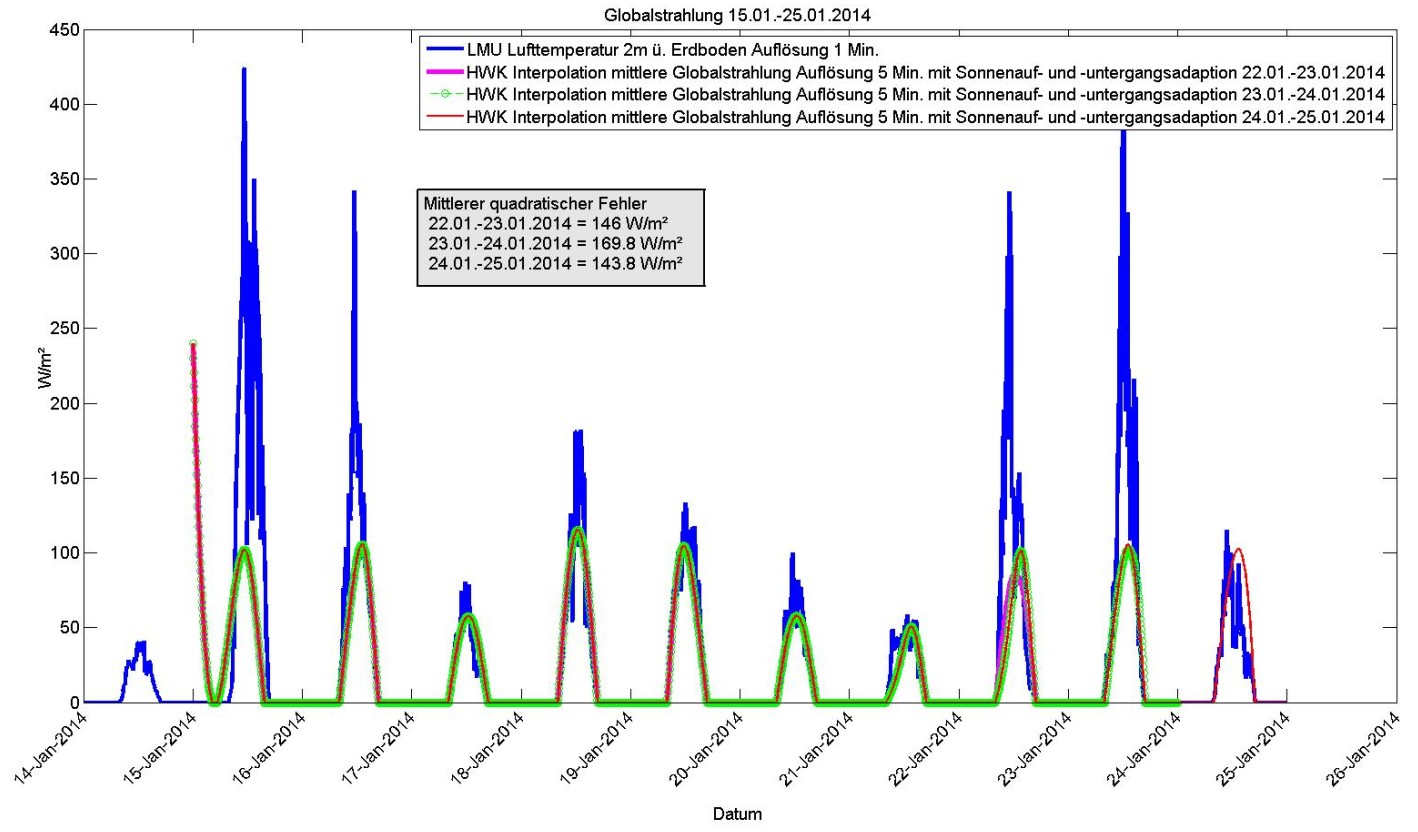 Globalstrahlung 15.01.-25.01.2014
LMU Lufttemperatur 2m ü. Erdboden Auflösung 1 Min.
HWK Interpolation mittlere Globalstrahlung Auflösung 5 Min. mit Sonnenauf- und -untergangsadaption 22.01.-23.01.2014
HWK Interpolation mittlere Globalstrahlung Auflösung 5 Min. mit Sonnenauf- und -untergangsadaption 23.01.-24.01.2014
HWK Interpolation mittlere Globalstrahlung Auflösung 5 Min. mit Sonnenauf- und -untergangsadaption 24.01.-25.01.2014
Mittlerer quadratischer Fehler
22.01.-23.01.2014 = 146 W/m²
23.01.-24.01.2014 = 169.8 W/m²
24.01.-25.01.2014 = 143.8 W/m²
450
400
350
300
250
200
150
100
50
0
W/m²
14-Jan-2014
15-Jan-2014
16-Jan-2014
17-Jan-2014
18-Jan-2014
19-Jan-2014
20-Jan-2014
21-Jan-2014
22-Jan-2014
23-Jan-2014
24-Jan-2014
25-Jan-2014
26-Jan-2014
Datum